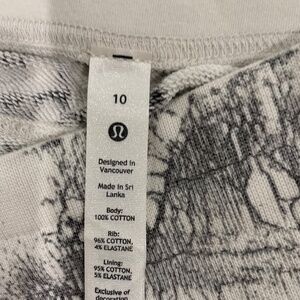 10
Designed in
Vancouver
Made in Sri
Lanka
Body:
100% COTTON
Rib:
96% COTTON,
4% ELASTANE
Lining:
95% COTTON,
5% ELASTANE
Exclusive of
decoration